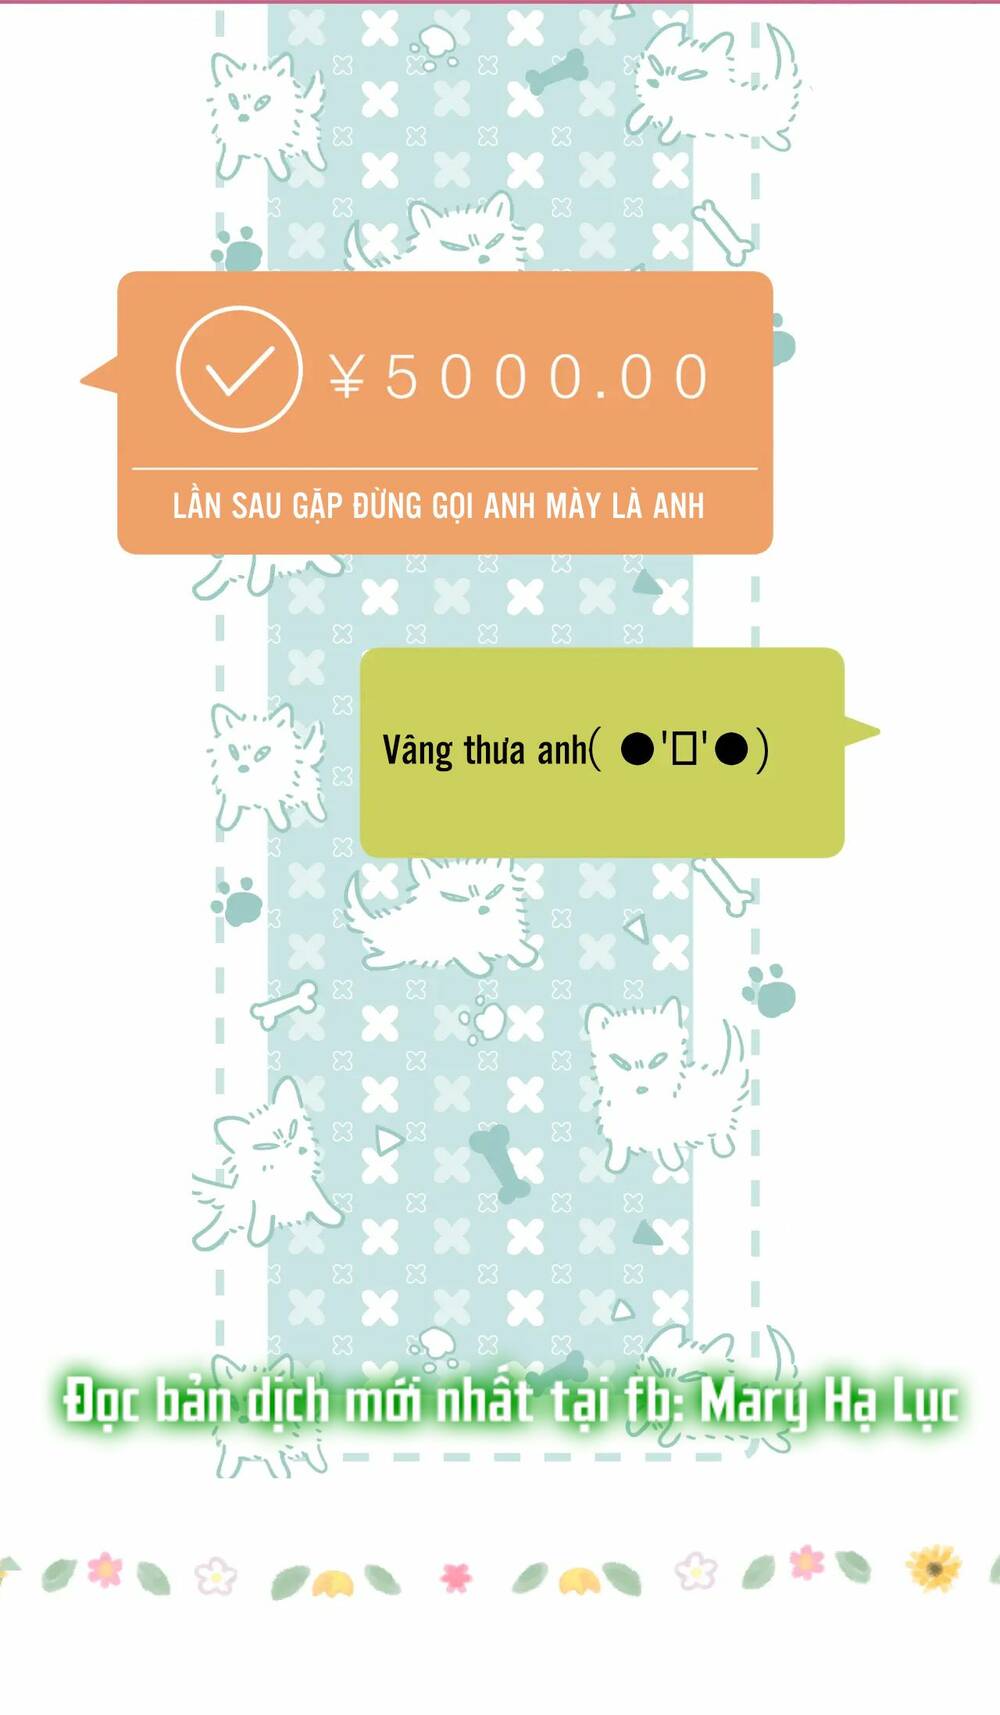 ¥5000.00
LẦN SAU GẶP ĐỪNG GỌI ANH MÀY LÀ ANH
Vâng thưa anh( ●'▯'●)
Đọc bản dịch mới nhất tại fb: Mary Hạ Lục